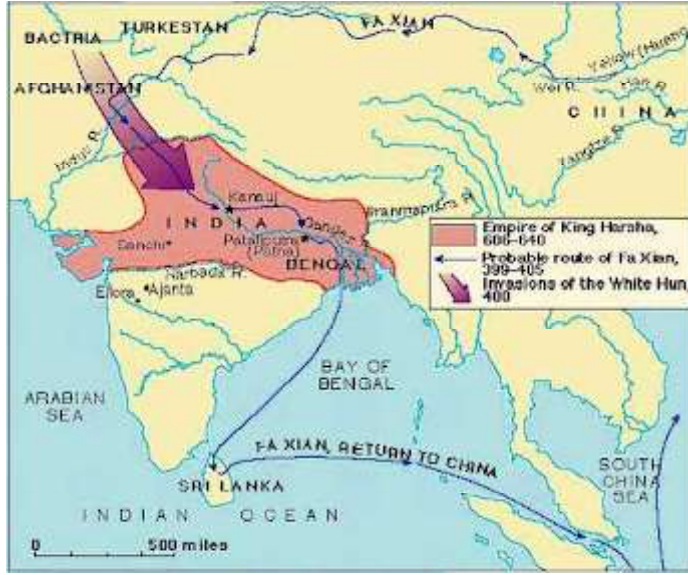 FA XIAN
TURKESTAN
BACTRIA
AFGHANISTAN
Yellow (Huang
Wei R.
Han R.
CHINA
Yangtze R.
Indus R.
Kanauj
Brahmaputra R.
INDIA
Ganges R.
Sanchi
Pataliputra
(Patna)
BENGAL
Narbada R.
Ellora
Ajanta
Empire of King Harsha,
606–640
Probable route of Fa Xian,
399–405
Invasions of the White Hun,
400
BAY OF
BENGAL
ARABIAN
SEA
FA XIAN, RETURN TO CHINA
SRI LANKA
SOUTH
CHINA
SEA
INDIAN OCEAN
0 500 miles